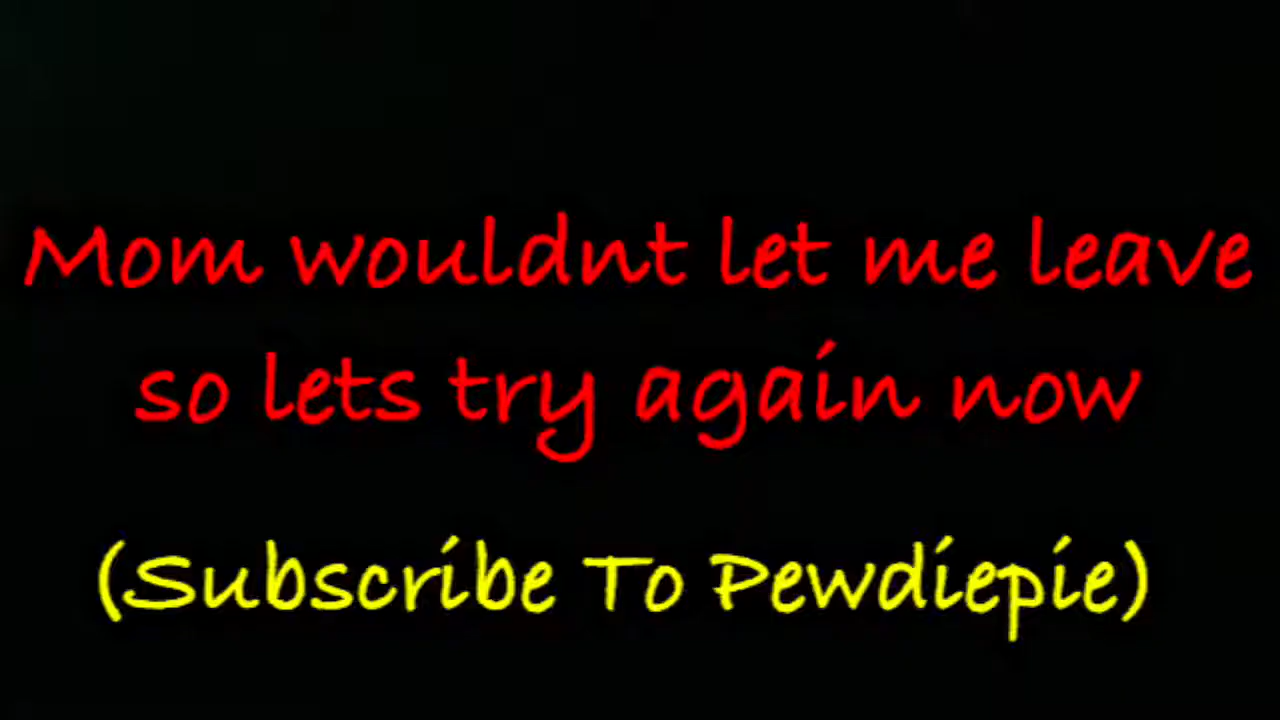 Mom wouldnt let me leave
so lets try again now
(Subscribe To Pewdiepie)